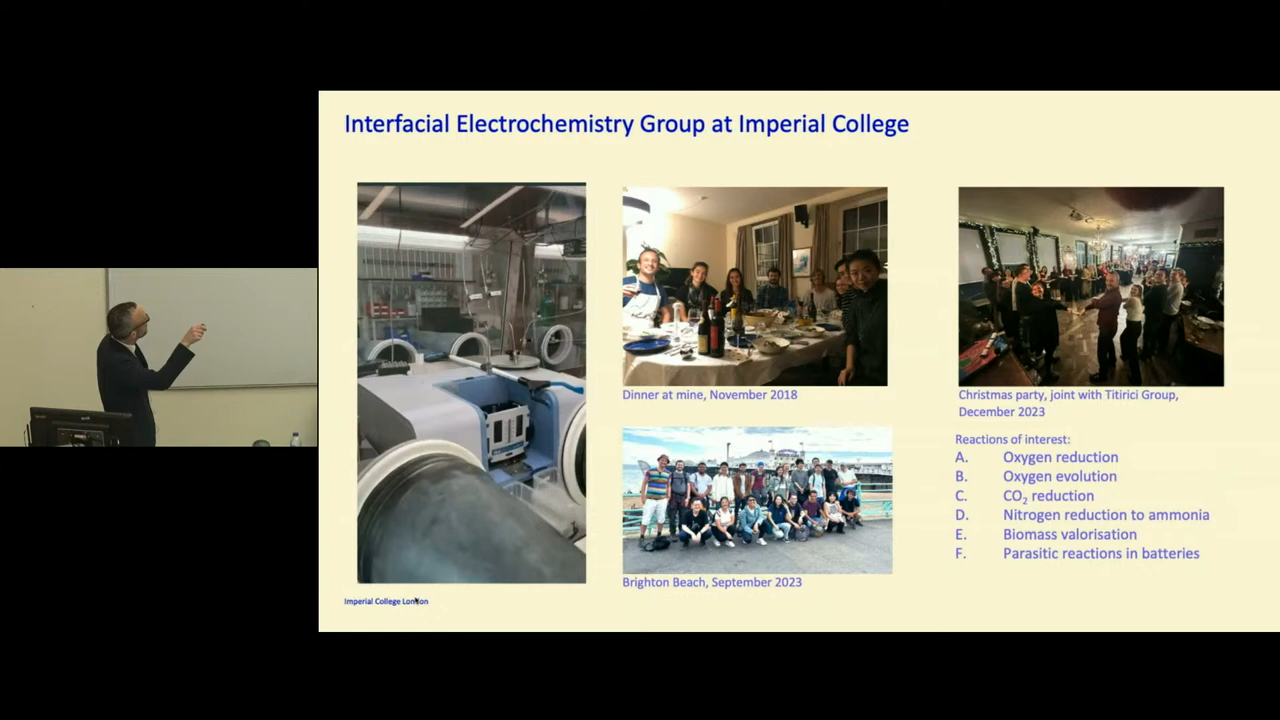 Interfacial Electrochemistry Group at Imperial College
Dinner at mine, November 2018
Christmas party, joint with Titirici Group,
December 2023
Brighton Beach, September 2023
Reactions of interest:
A. Oxygen reduction
B. Oxygen evolution
C. CO₂ reduction
D. Nitrogen reduction to ammonia
E. Biomass valorisation
F. Parasitic reactions in batteries
Imperial College London